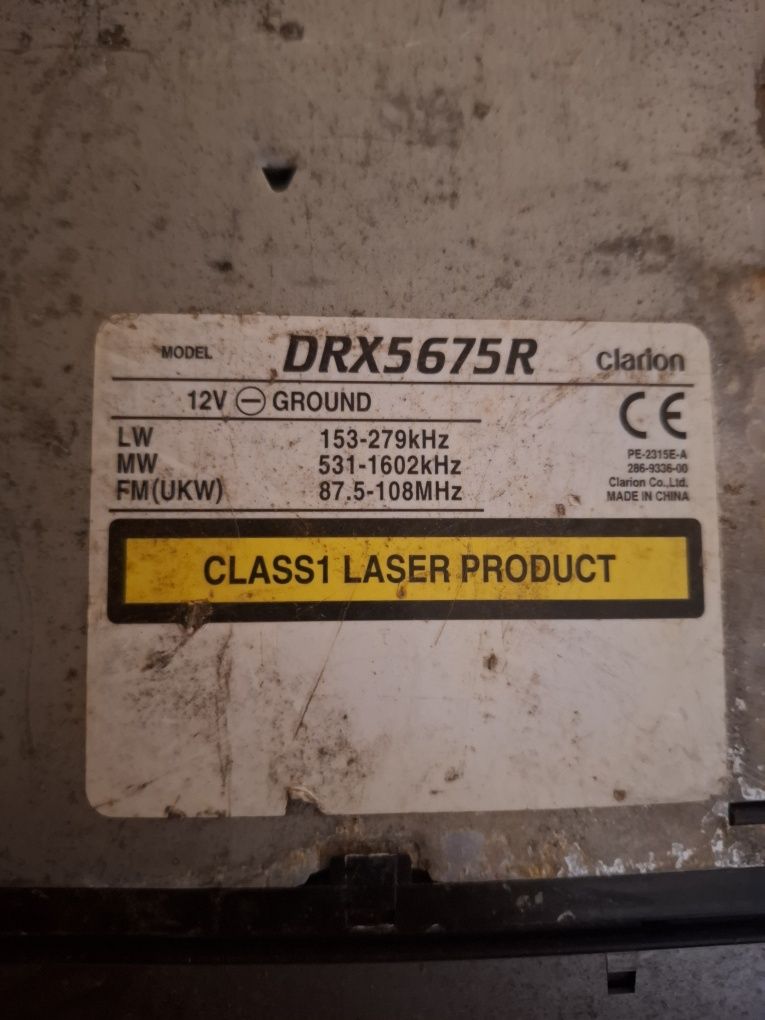 MODEL DRX5675R clarion
12V ⊖ GROUND
LW 153-279kHz
MW 531-1602kHz
FM(UKW) 87.5-108MHz
CE
PE-2315E-A
286-9336-00
Clarion Co.,Ltd.
MADE IN CHINA
CLASS1 LASER PRODUCT